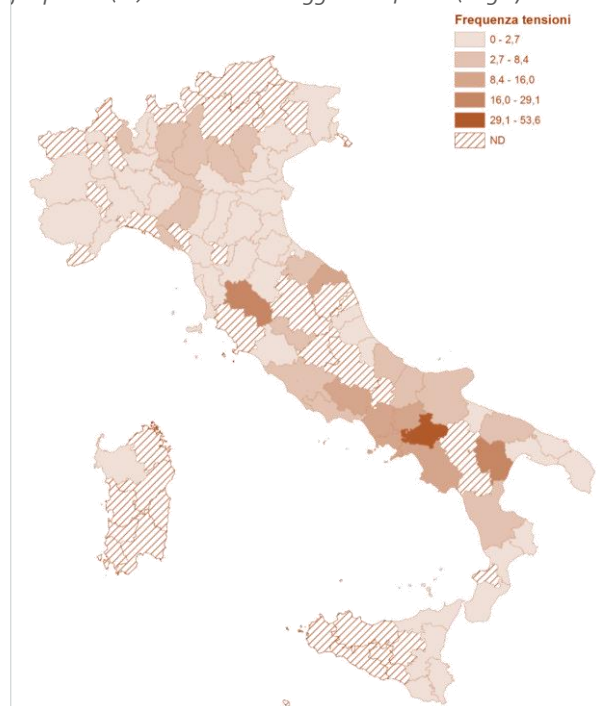 Frequenza tensioni
0 - 2,7
2,7 - 8,4
8,4 - 16,0
16,0 - 29,1
29,1 - 53,6
ND